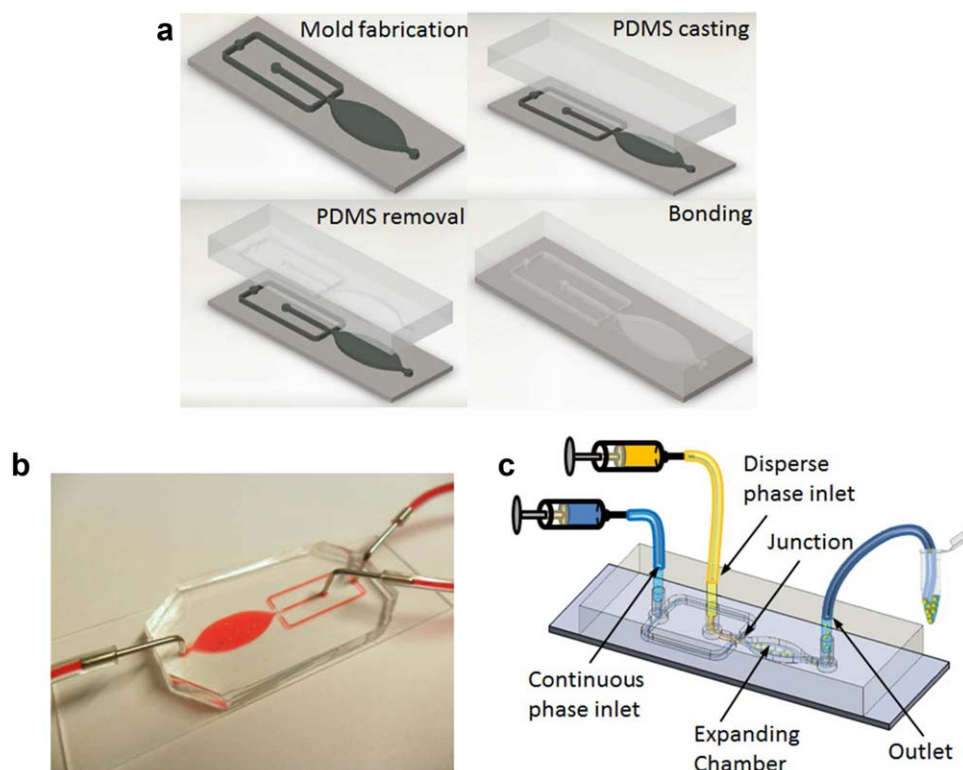 a
Mold fabrication
PDMS casting
PDMS removal
Bonding
b
c
Disperse
phase inlet
Junction
Continuous
phase inlet
Expanding
Chamber
Outlet